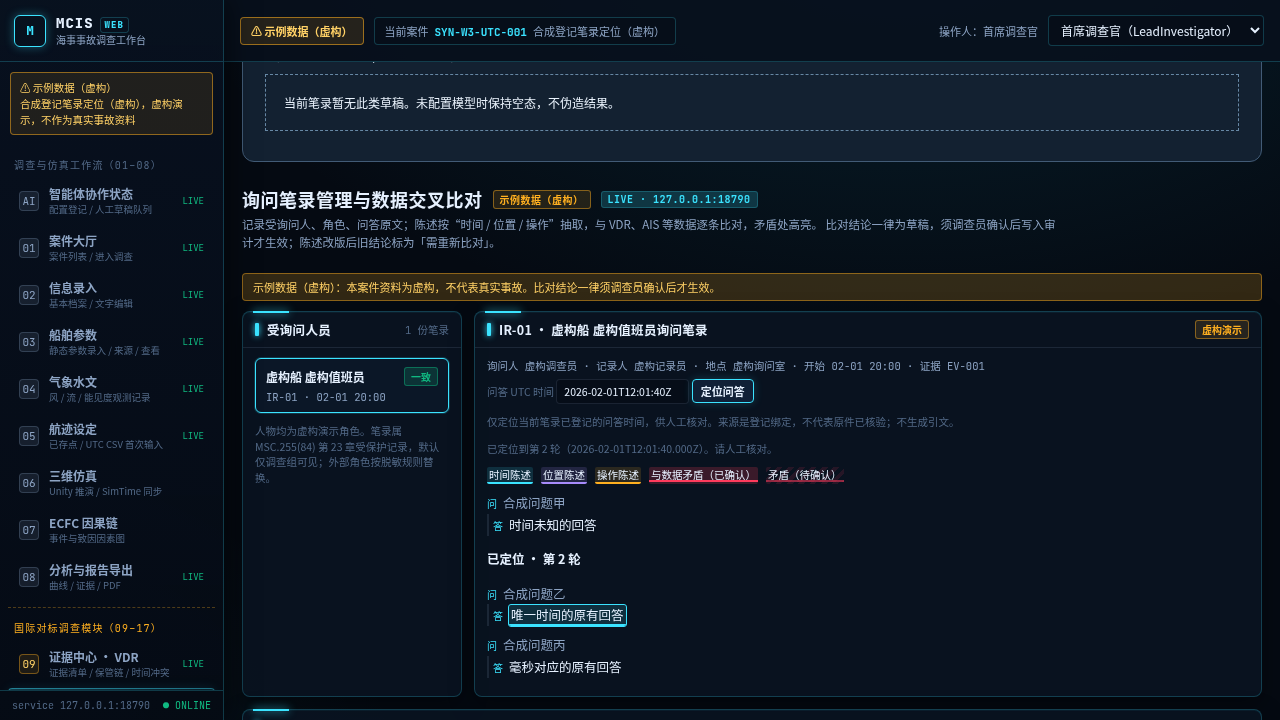 M
MCIS WEB
海事事故调查工作台
⚠ 示例数据（虚构）
当前案件 SYN-W3-UTC-001 合成登记笔录定位（虚构）
操作人：首席调查官
首席调查官（LeadInvestigator）
⚠ 示例数据（虚构）
合成登记笔录定位（虚构），虚构演
示，不作为真实事故资料
调查与仿真工作流（01–08）
AI 智能体协作状态 LIVE
配置登记 / 人工草稿队列
01 案件大厅 LIVE
案件列表 / 进入调查
02 信息录入 LIVE
基本档案 / 文字编辑
03 船舶参数 LIVE
静态参数录入 / 来源 / 查看
04 气象水文 LIVE
风 / 流 / 能见度观测记录
05 航迹设定 LIVE
已存点 / UTC CSV 首次输入
06 三维仿真
Unity 推演 / SimTime 同步
07 ECFC 因果链
事件与致因因素图
08 分析与报告导出 LIVE
曲线 / 证据 / PDF
国际对标调查模块（09–17）
09 证据中心 · VDR LIVE
证据清单 / 保管链 / 时间冲突
service 127.0.0.1:18790 ● ONLINE
当前笔录暂无此类草稿。未配置模型时保持空态，不伪造结果。
询问笔录管理与数据交叉比对 示例数据（虚构） LIVE · 127.0.0.1:18790
记录受询问人、角色、问答原文；陈述按“时间 / 位置 / 操作”抽取，与 VDR、AIS 等数据逐条比对，矛盾处高亮。 比对结论一律为草稿，须调查员确认后写入审
计才生效；陈述改版后旧结论标为「需重新比对」。
示例数据（虚构）：本案件资料为虚构，不代表真实事故。比对结论一律须调查员确认后才生效。
受询问人员 1 份笔录
虚构船 虚构值班员 一致
IR-01 · 02-01 20:00
人物均为虚构演示角色。笔录属
MSC.255(84) 第 23 章受保护记录，默认
仅调查组可见；外部角色按脱敏规则替
换。
IR-01 · 虚构船 虚构值班员询问笔录 虚构演示
询问人 虚构调查员 · 记录人 虚构记录员 · 地点 虚构询问室 · 开始 02-01 20:00 · 证据 EV-001
问答 UTC 时间 2026-02-01T12:01:40Z 定位问答
仅定位当前笔录已登记的问答时间，供人工核对。来源是登记绑定，不代表原件已核验；不生成引文。
已定位到第 2 轮（2026-02-01T12:01:40.000Z）。请人工核对。
时间陈述 位置陈述 操作陈述 与数据矛盾（已确认） 矛盾（待确认）
问 合成问题甲
答 时间未知的回答
已定位 · 第 2 轮
问 合成问题乙
答 唯一时间的原有回答
问 合成问题丙
答 毫秒对应的原有回答